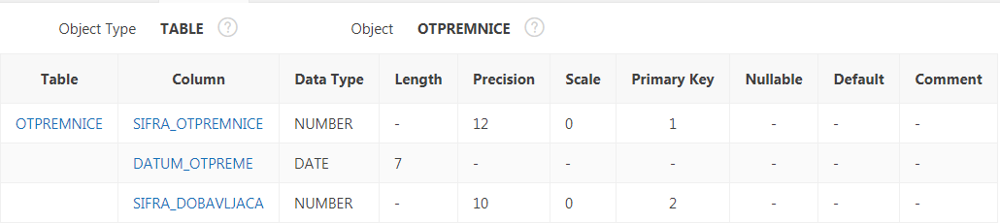 Object Type TABLE ? Object OTPREMNICE ?
Table Column Data Type Length Precision Scale Primary Key Nullable Default Comment
OTPREMNICE SIFRA_OTPREMNICE NUMBER - 12 0 1 - - -
DATUM_OTPREME DATE 7 - - - - - -
SIFRA_DOBAVLJACA NUMBER - 10 0 2 - - -